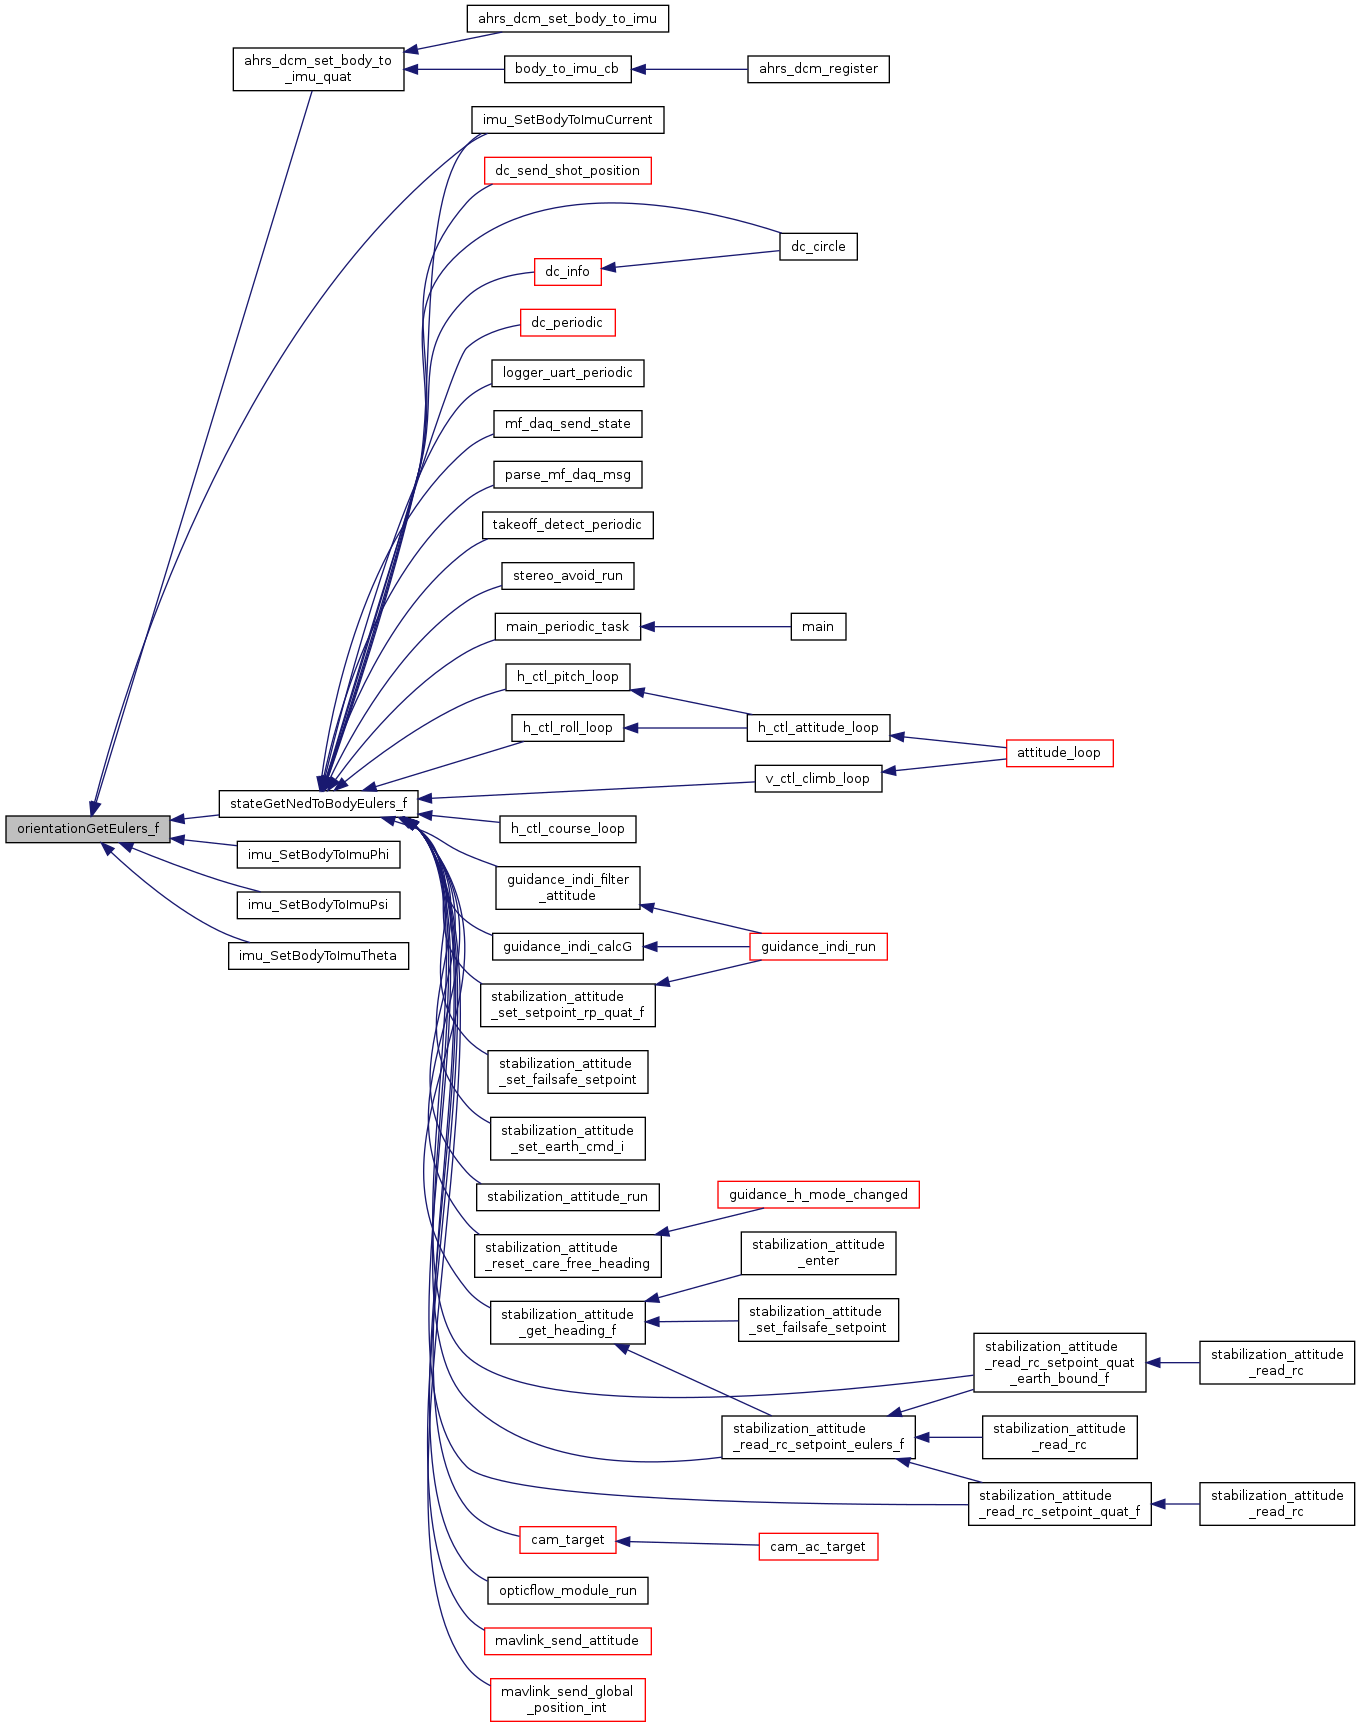 ahrs_dcm_set_body_to_imu
ahrs_dcm_set_body_to
_imu_quat
body_to_imu_cb
ahrs_dcm_register
imu_SetBodyToImuCurrent
dc_send_shot_position
dc_circle
dc_info
dc_periodic
logger_uart_periodic
mf_daq_send_state
parse_mf_daq_msg
takeoff_detect_periodic
stereo_avoid_run
main_periodic_task
main
h_ctl_pitch_loop
h_ctl_roll_loop
h_ctl_attitude_loop
attitude_loop
v_ctl_climb_loop
stateGetNedToBodyEulers_f
orientationGetEulers_f
h_ctl_course_loop
imu_SetBodyToImuPhi
guidance_indi_filter
_attitude
imu_SetBodyToImuPsi
guidance_indi_calcG
guidance_indi_run
imu_SetBodyToImuTheta
stabilization_attitude
_set_setpoint_rp_quat_f
stabilization_attitude
_set_failsafe_setpoint
stabilization_attitude
_set_earth_cmd_i
stabilization_attitude_run
guidance_h_mode_changed
stabilization_attitude
_reset_care_free_heading
stabilization_attitude
_enter
stabilization_attitude
_get_heading_f
stabilization_attitude
_set_failsafe_setpoint
stabilization_attitude
_read_rc_setpoint_quat
_earth_bound_f
stabilization_attitude
_read_rc
stabilization_attitude
_read_rc_setpoint_eulers_f
stabilization_attitude
_read_rc
stabilization_attitude
_read_rc_setpoint_quat_f
stabilization_attitude
_read_rc
cam_target
cam_ac_target
opticflow_module_run
mavlink_send_attitude
mavlink_send_global
_position_int